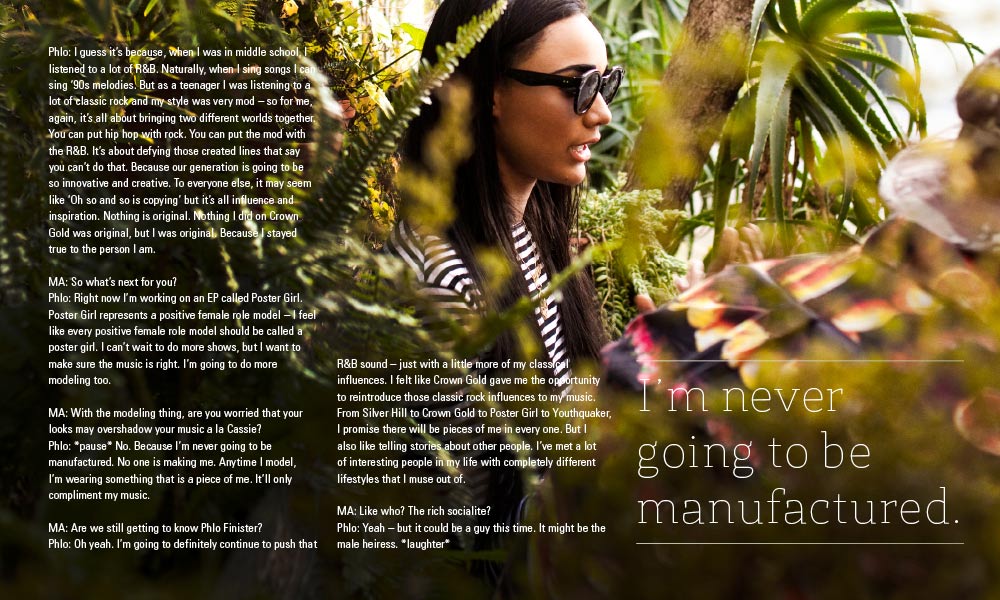 Phlo: I guess it's because, when I was in middle school, I
listened to a lot of R&B. Naturally, when I sing songs I can
sing '90s melodies. But as a teenager I was listening to a
lot of classic rock and my style was very mod – so for me,
again, it's all about bringing two different worlds together.
You can put hip hop with rock. You can put the mod with
the R&B. It's about defying those created lines that say
you can't do that. Because our generation is going to be
so innovative and creative. To everyone else, it may seem
like 'Oh so and so is copying' but it's all influence and
inspiration. Nothing is original. Nothing I did on Crown
Gold was original, but I was original. Because I stayed
true to the person I am.
MA: So what's next for you?
Phlo: Right now I'm working on an EP called Poster Girl.
Poster Girl represents a positive female role model – I feel
like every positive female role model should be called a
poster girl. I can't wait to do more shows, but I want to
make sure the music is right. I'm going to do more
modeling too.
MA: With the modeling thing, are you worried that your
looks may overshadow your music a la Cassie?
Phlo: *pause* No. Because I'm never going to be
manufactured. No one is making me. Anytime I model,
I'm wearing something that is a piece of me. It'll only
compliment my music.
MA: Are we still getting to know Phlo Finister?
Phlo: Oh yeah. I'm going to definitely continue to push that
R&B sound – just with a little more of my classical
influences. I felt like Crown Gold gave me the opportunity
to reintroduce those classic rock influences to my music.
From Silver Hill to Crown Gold to Poster Girl to Youthquaker,
I promise there will be pieces of me in every one. But I
also like telling stories about other people. I've met a lot
of interesting people in my life with completely different
lifestyles that I muse out of.
MA: Like who? The rich socialite?
Phlo: Yeah – but it could be a guy this time. It might be the
male heiress. *laughter*
I'm never
going to be
manufactured.